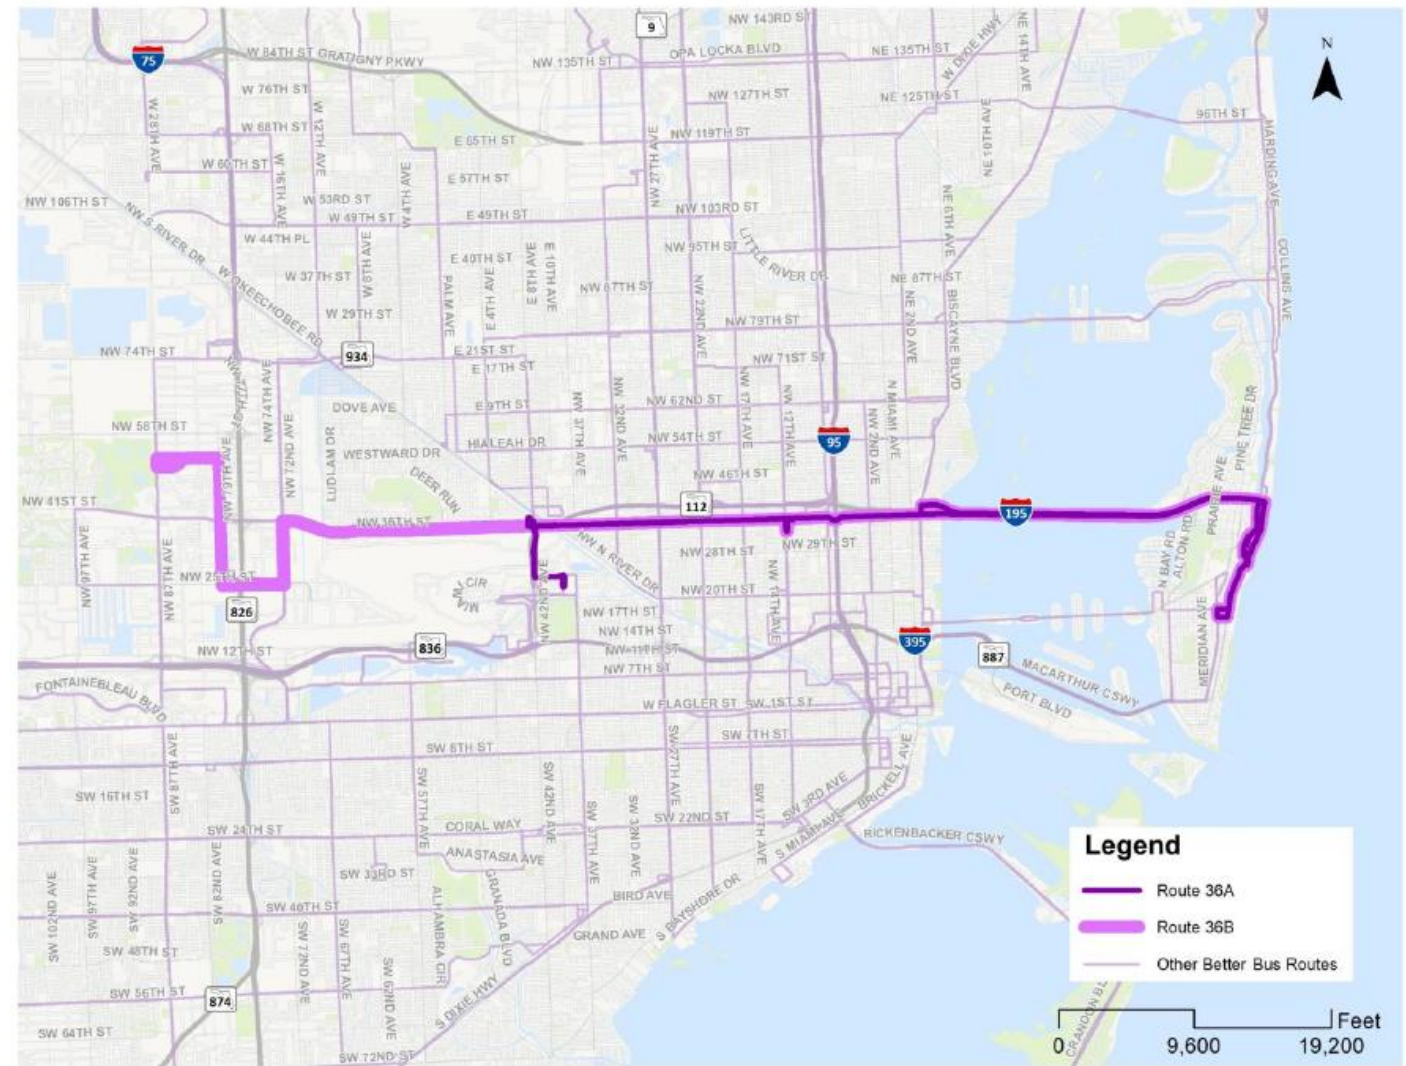 NW 143RD ST
9
OPA LOCKA BLVD
NE 135TH ST
W DIXIE HWY
NE 14TH AVE
N
75
W 84TH ST GRATIGNY PKWY
NW 135TH ST
W 76TH ST
NW 127TH ST
NE 125TH ST
W 28TH AVE
W 12TH AVE
W 68TH ST
E 65TH ST
NW 119TH ST
NE 10TH AVE
96TH ST
HARDING AVE
W 60TH ST
W 16TH AVE
W 4TH AVE
E 57TH ST
NW 27TH AVE
NW 106TH ST
W 53RD ST
NW 103RD ST
NE 6TH AVE
NW S RIVER DR
W 49TH ST
E 49TH ST
W 44TH PL
W 8TH AVE
E 40TH ST
E 8TH AVE
E 10TH AVE
NW 95TH ST
LITTLE RIVER DR
COLLINS AVE
W OKEECHOBEE RD
W 37TH ST
PALM AVE
E 4TH AVE
NW 87TH ST
NW 22ND AVE
NE 87TH ST
W 29TH ST
NE 2ND AVE
BISCAYNE BLVD
NW 79TH ST
NW 74TH ST
934
E 21ST ST
E 17TH ST
NW 71ST ST
NW 74TH AVE
DOVE AVE
E 9TH ST
NW 37TH AVE
NW 32ND AVE
NW 62ND ST
NW 17TH AVE
NW 12TH AVE
N MIAMI AVE
PINE TREE DR
NW 58TH ST
NW 72ND AVE
LUDLAM DR
WESTWARD DR
HIALEAH DR
NW 54TH ST
95
NW 2ND AVE
NW 79TH AVE
DEER RUN
NW 46TH ST
PRAIRIE AVE
NW 41ST ST
NW 36TH ST
112
195
N BAY RD
ALTON RD
NW 97TH AVE
NW 87TH AVE
NW N RIVER DR
NW 28TH ST
NW 29TH ST
NW 25TH ST
MIAMI CIR
NW 42ND AVE
NW 20TH ST
NW 14TH AVE
826
NW 17TH ST
MERIDIAN AVE
NW 12TH ST
836
NW 14TH ST
NW 11TH ST
NW 7TH ST
395
887
MACARTHUR CSWY
PORT BLVD
FONTAINEBLEAU BLVD
W FLAGLER ST
SW 1ST ST
SW 87TH AVE
SW 8TH ST
SW 27TH AVE
SW 7TH ST
BRICKELL AVE
SW 16TH ST
SW 57TH AVE
SW 42ND AVE
SW 37TH AVE
SW 32ND AVE
SW 17TH AVE
SW 3RD AVE
S MIAMI AVE
SW 24TH ST
CORAL WAY
SW 22ND ST
RICKENBACKER CSWY
SW 102ND AVE
SW 97TH AVE
SW 92ND AVE
SW 82ND AVE
ANASTASIA AVE
SW 33RD ST
GRANADA BLVD
BIRD AVE
S BAYSHORE DR
SW 40TH ST
ALHAMBRA CIR
GRAND AVE
SW 48TH ST
SW 72ND AVE
SW 67TH AVE
SW 62ND AVE
SW 56TH ST
874
S DIXIE HWY
SW 64TH ST
SW 72ND ST
Legend
Route 36A
Route 36B
Other Better Bus Routes
Feet
0 9,600 19,200